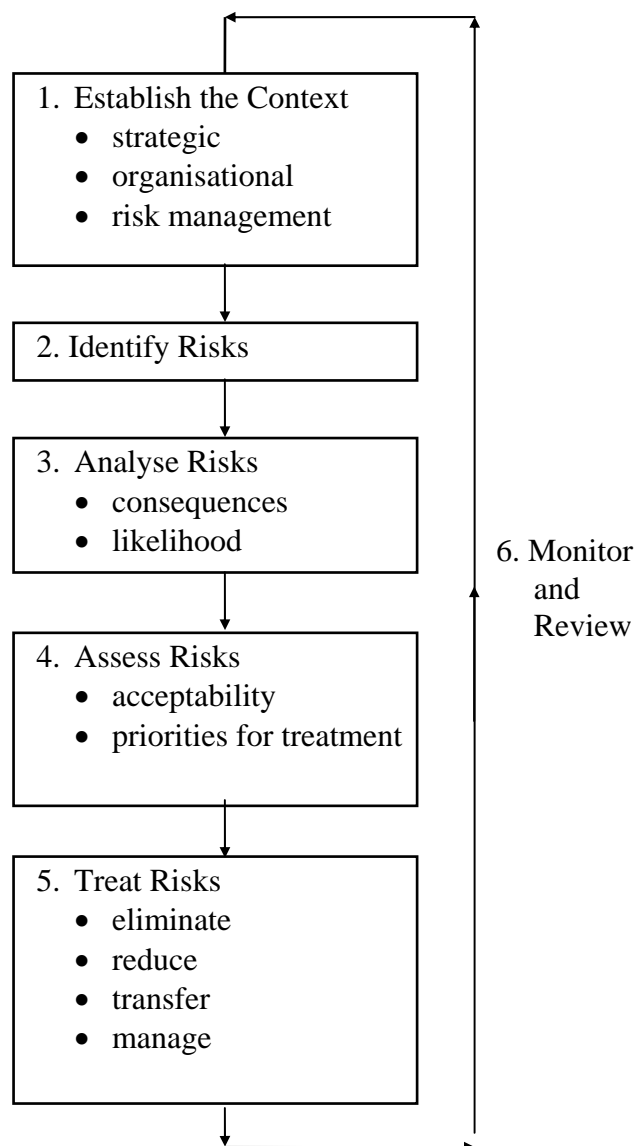 1. Establish the Context
• strategic
• organisational
• risk management
2. Identify Risks
3. Analyse Risks
• consequences
• likelihood
4. Assess Risks
• acceptability
• priorities for treatment
5. Treat Risks
• eliminate
• reduce
• transfer
• manage
6. Monitor
and
Review